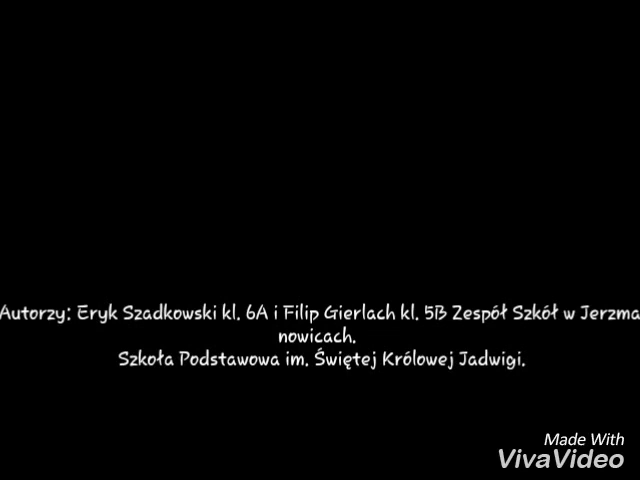 Autorzy: Eryk Szadkowski kl. 6A i Filip Gierlach kl. 5B Zespół Szkół w Jerzma
nowicach.
Szkoła Podstawowa im. Świętej Królowej Jadwigi.
Made With
VivaVideo